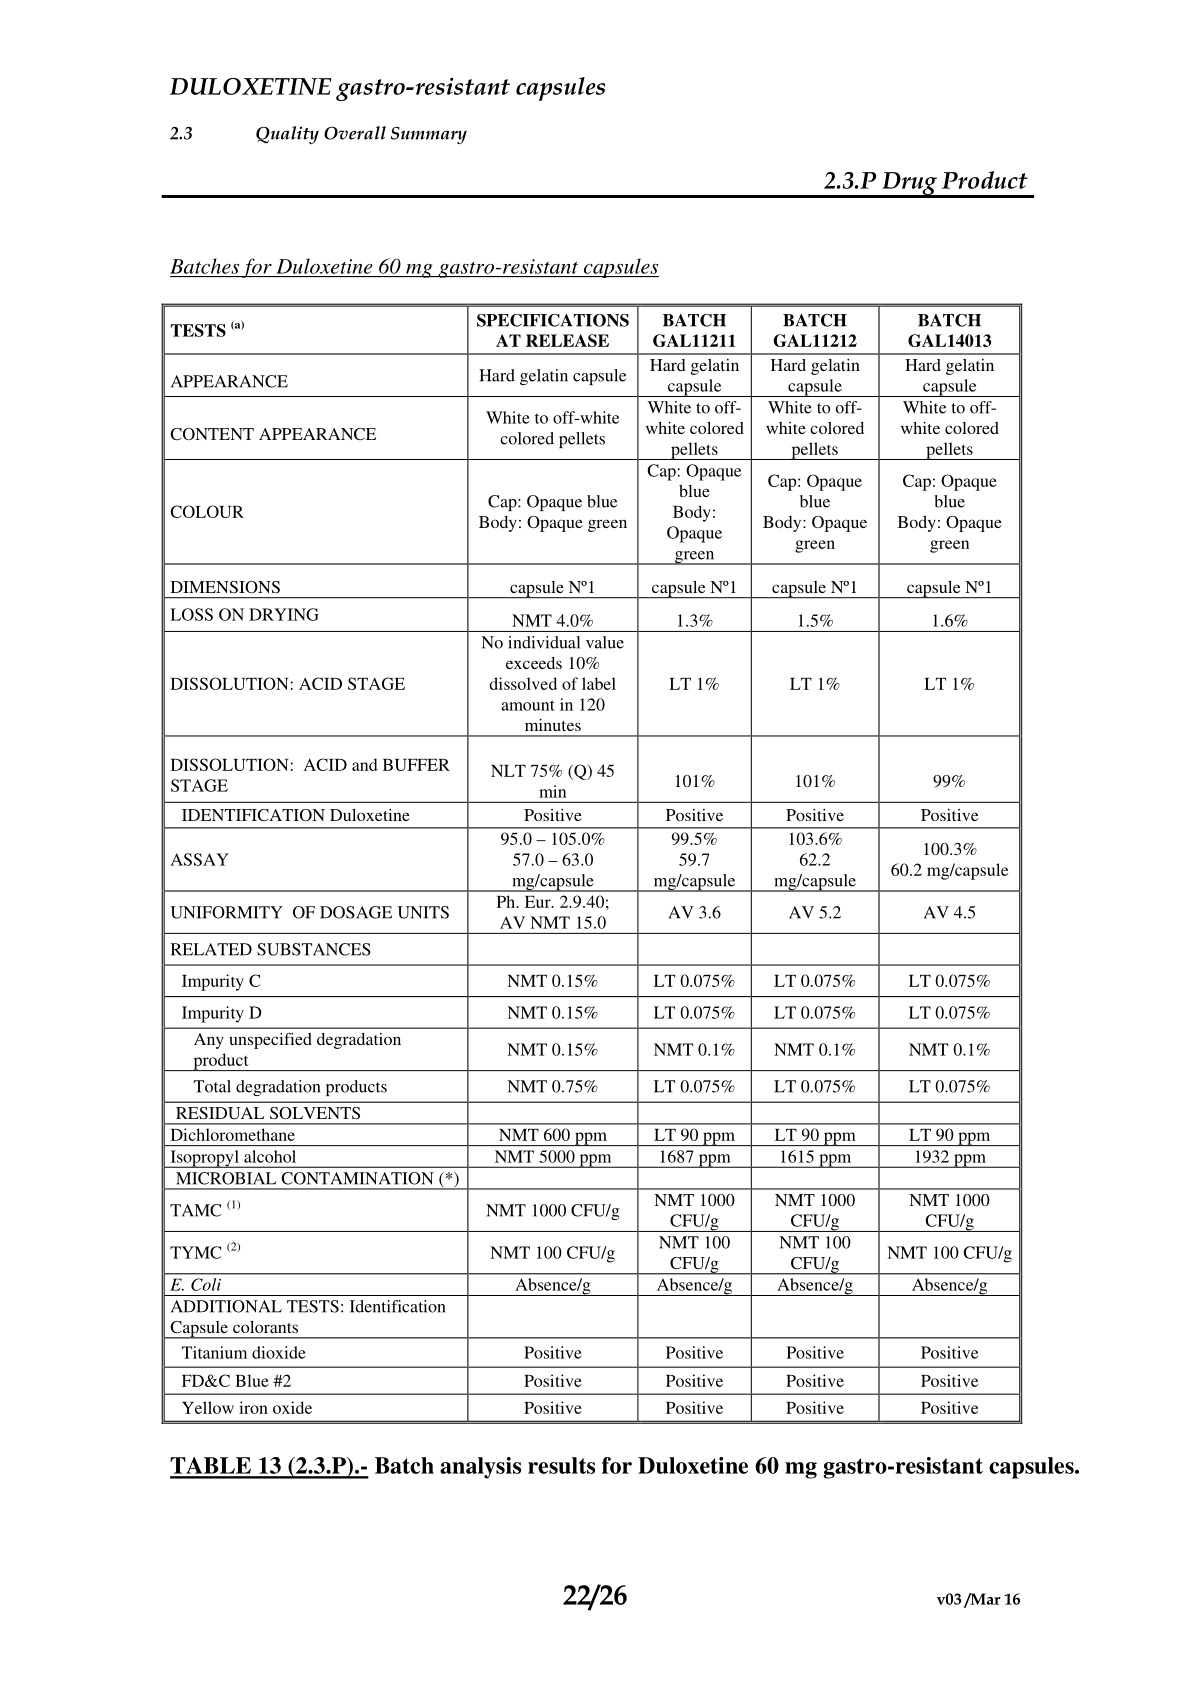 DULOXETINE gastro-resistant capsules
2.3 Quality Overall Summary
2.3.P Drug Product
Batches for Duloxetine 60 mg gastro-resistant capsules
TESTS (a) SPECIFICATIONS AT RELEASE BATCH GAL11211 BATCH GAL11212 BATCH GAL14013
APPEARANCE Hard gelatin capsule Hard gelatin capsule Hard gelatin capsule Hard gelatin capsule
CONTENT APPEARANCE White to off-white colored pellets White to off-white colored pellets White to off-white colored pellets White to off-white colored pellets
COLOUR Cap: Opaque blue Body: Opaque green Cap: Opaque blue Body: Opaque green Cap: Opaque blue Body: Opaque green Cap: Opaque blue Body: Opaque green
DIMENSIONS capsule Nº1 capsule Nº1 capsule Nº1 capsule Nº1
LOSS ON DRYING NMT 4.0% 1.3% 1.5% 1.6%
DISSOLUTION: ACID STAGE No individual value exceeds 10% dissolved of label amount in 120 minutes LT 1% LT 1% LT 1%
DISSOLUTION: ACID and BUFFER STAGE NLT 75% (Q) 45 min 101% 101% 99%
IDENTIFICATION Duloxetine Positive Positive Positive Positive
ASSAY 95.0 – 105.0% 57.0 – 63.0 mg/capsule 99.5% 59.7 mg/capsule 103.6% 62.2 mg/capsule 100.3% 60.2 mg/capsule
UNIFORMITY OF DOSAGE UNITS Ph. Eur. 2.9.40; AV NMT 15.0 AV 3.6 AV 5.2 AV 4.5
RELATED SUBSTANCES
Impurity C NMT 0.15% LT 0.075% LT 0.075% LT 0.075%
Impurity D NMT 0.15% LT 0.075% LT 0.075% LT 0.075%
Any unspecified degradation product NMT 0.15% NMT 0.1% NMT 0.1% NMT 0.1%
Total degradation products NMT 0.75% LT 0.075% LT 0.075% LT 0.075%
RESIDUAL SOLVENTS
Dichloromethane NMT 600 ppm LT 90 ppm LT 90 ppm LT 90 ppm
Isopropyl alcohol NMT 5000 ppm 1687 ppm 1615 ppm 1932 ppm
MICROBIAL CONTAMINATION (*)
TAMC (1) NMT 1000 CFU/g NMT 1000 CFU/g NMT 1000 CFU/g NMT 1000 CFU/g
TYMC (2) NMT 100 CFU/g NMT 100 CFU/g NMT 100 CFU/g NMT 100 CFU/g
E. Coli Absence/g Absence/g Absence/g Absence/g
ADDITIONAL TESTS: Identification Capsule colorants
Titanium dioxide Positive Positive Positive Positive
FD&C Blue #2 Positive Positive Positive Positive
Yellow iron oxide Positive Positive Positive Positive
TABLE 13 (2.3.P).- Batch analysis results for Duloxetine 60 mg gastro-resistant capsules.
22/26
v03 /Mar 16